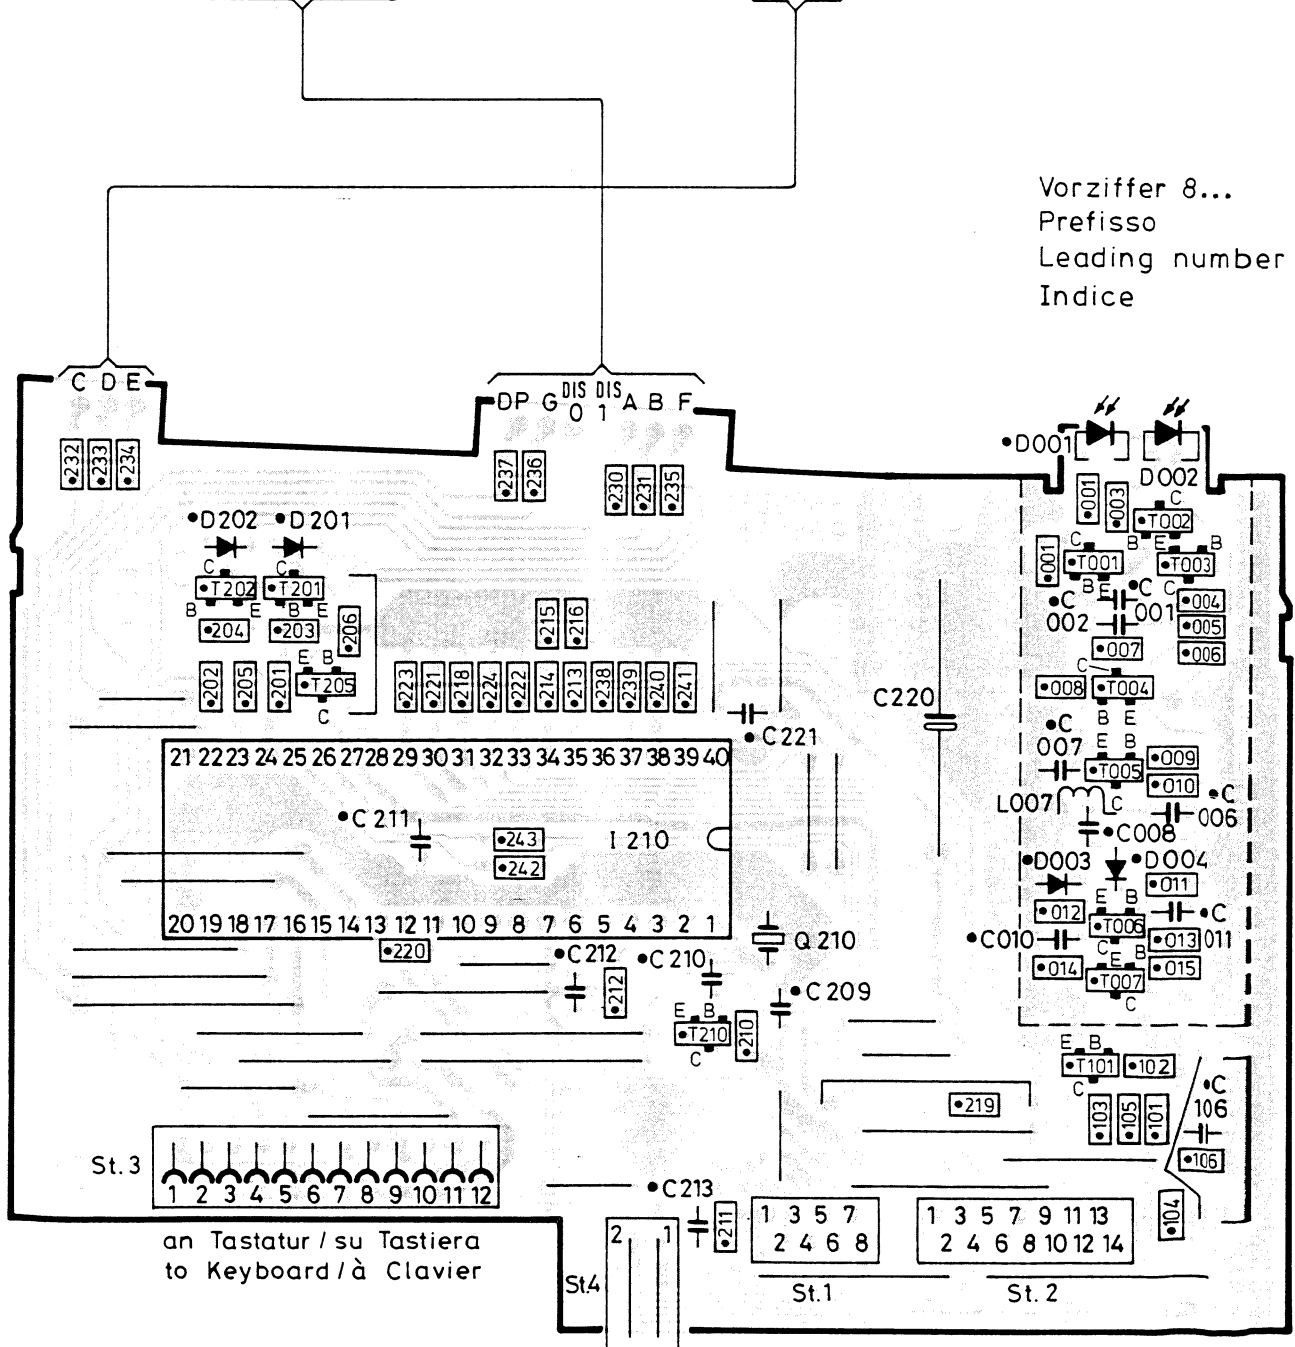 Vorziffer 8...
Prefisso
Leading number
Indice
C D E
DP G DIS 0 DIS 1 A B F
232 233 234
237 236
230 231 235
D001
D002
001 003
C
T002
B E
B
C
T001
B E
001
T003
C
D202 D201
C C
T202 T201
B E B E
204 203 206
215 216
C
002
C
001
004
005
006
007
C
008 T004
B E
E B
T205
C
202 205 201
223 221 218 224 222 214 213 238 239 240 241
C220
C221
C
007
E B
T005
C
009
010
L007
C
006
C008
21 22 23 24 25 26 27 28 29 30 31 32 33 34 35 36 37 38 39 40
C211
243
242
I 210
20 19 18 17 16 15 14 13 12 11 10 9 8 7 6 5 4 3 2 1
D003 D004
011
012
E B
T006
C
C
011
013
C010
014
E B
T007
C
015
220
C212
C210
Q210
212
C209
E B
T210
C
210
E B
T101
C
102
219
103 105 101
C
106
106
104
St.3
1 2 3 4 5 6 7 8 9 10 11 12
an Tastatur / su Tastiera
to Keyboard / à Clavier
C213
211
2 1
St.4
1 3 5 7
2 4 6 8
St.1
1 3 5 7 9 11 13
2 4 6 8 10 12 14
St. 2